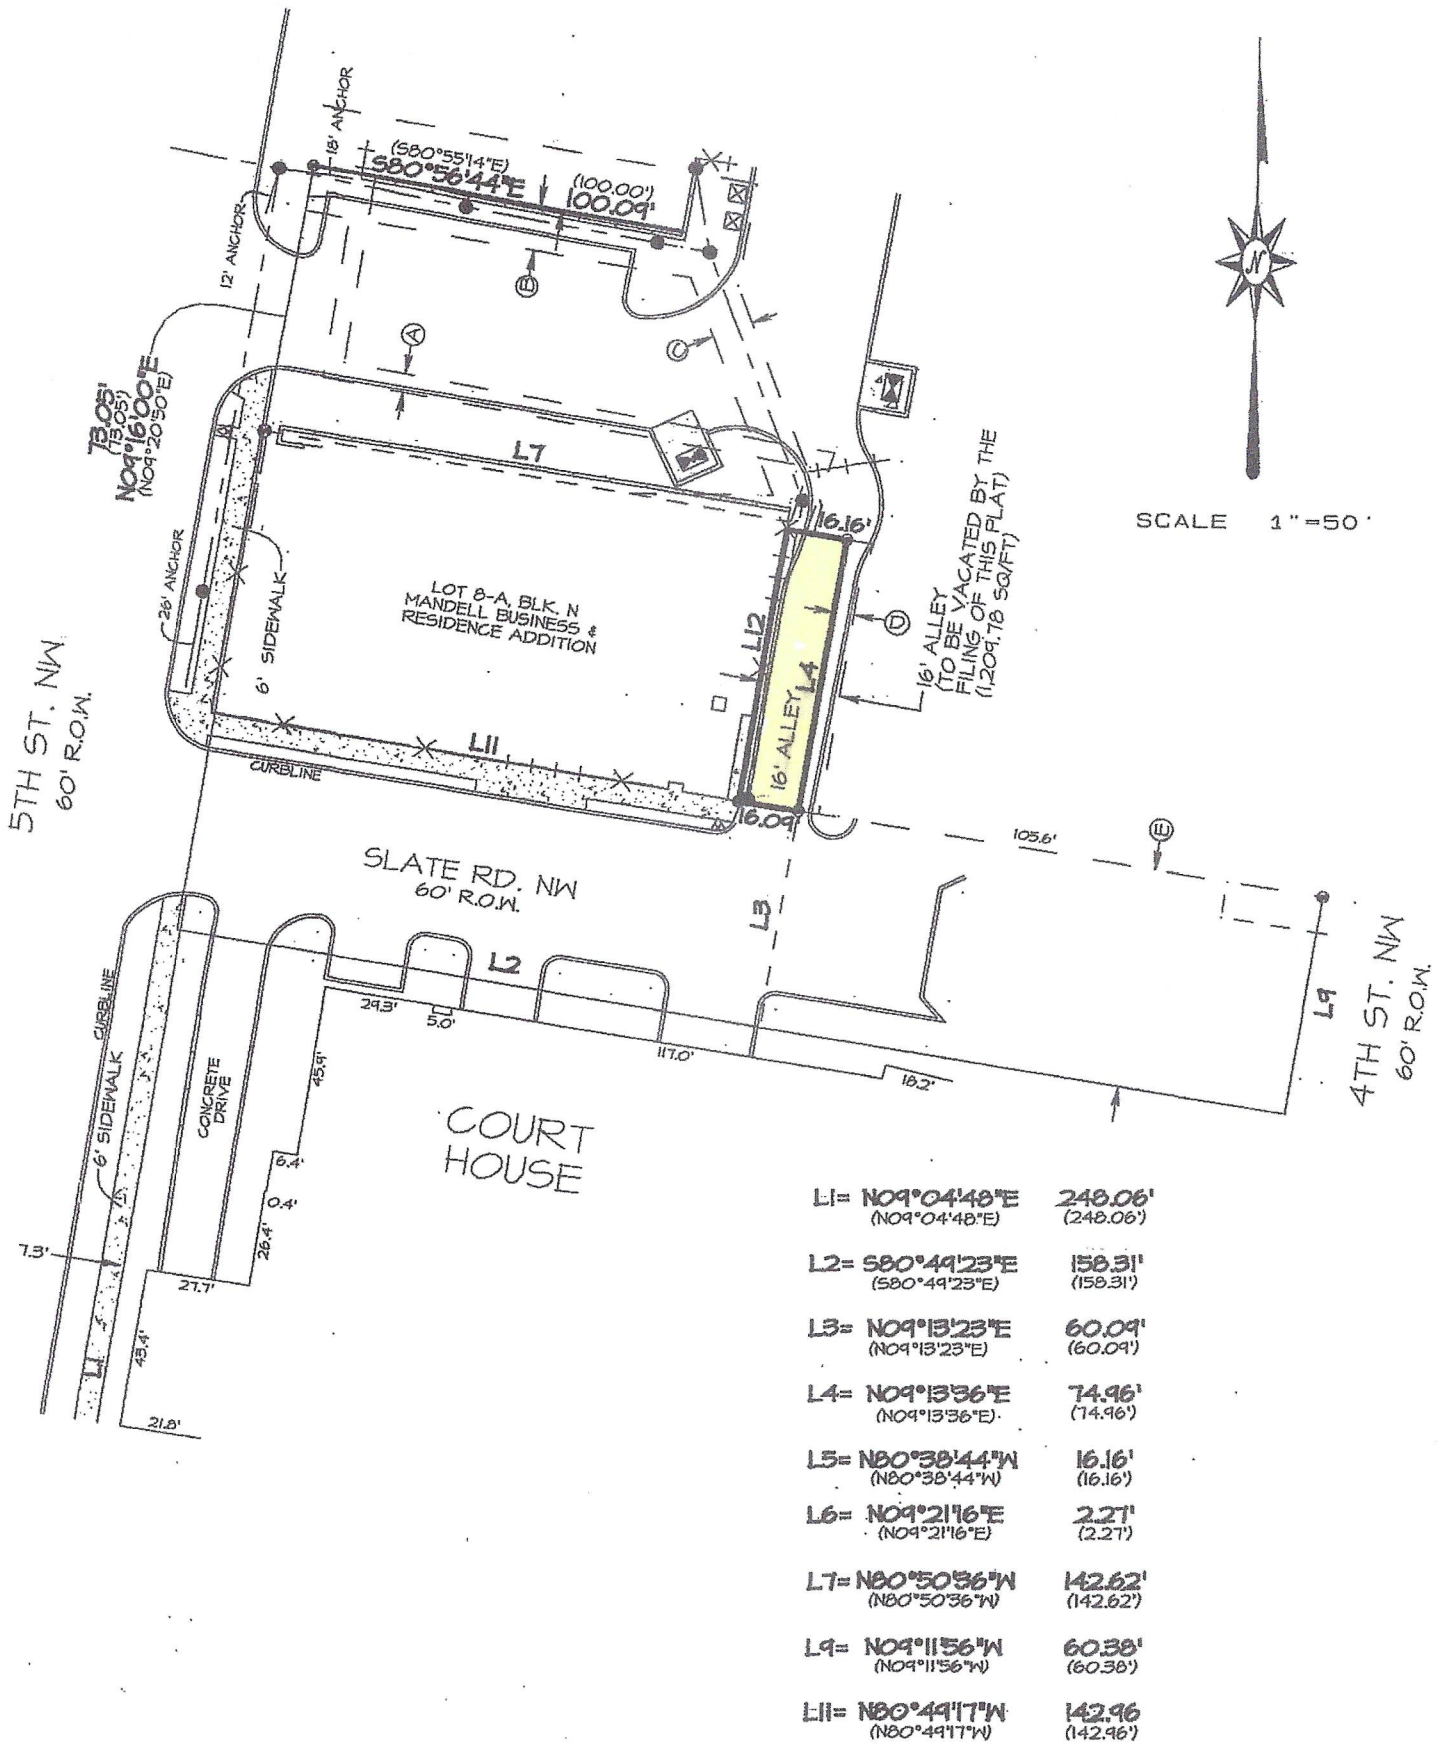 18' ANCHOR
(S80°55'14"E)
S80°56'44"E
(100.00')
100.09'
12' ANCHOR
B
A
C
73.05'
(73.05')
N09°16'00"E
(N09°20'50"E)
N
SCALE 1"=50'
L7
16.16'
26' ANCHOR
6' SIDEWALK
LOT 8-A, BLK. N
MANDELL BUSINESS &
RESIDENCE ADDITION
L12
L4
16' ALLEY
D
16' ALLEY
(TO BE VACATED BY THE
FILING OF THIS PLAT)
(1,209.78 SQ/FT)
5TH ST. NW
60' R.O.W.
L11
CURBLINE
16.09
105.6'
E
SLATE RD. NW
60' R.O.W.
L3
L2
4TH ST. NW
60' R.O.W.
L9
CURBLINE
6' SIDEWALK
CONCRETE
DRIVE
29.3'
5.0'
117.0'
18.2'
45.9'
6.4'
0.4'
26.4'
COURT
HOUSE
7.3'
27.7'
L1
43.4'
21.8'
L1= N09°04'48"E 248.06'
(N09°04'48"E) (248.06')
L2= S80°49'23"E 158.31'
(S80°49'23"E) (158.31')
L3= N09°13'23"E 60.09'
(N09°13'23"E) (60.09')
L4= N09°13'36"E 74.96'
(N09°13'36"E) (74.96')
L5= N80°38'44"W 16.16'
(N80°38'44"W) (16.16')
L6= N09°21'16"E 2.27'
(N09°21'16"E) (2.27')
L7= N80°50'36"W 142.62'
(N80°50'36"W) (142.62')
L9= N09°11'56"W 60.38'
(N09°11'56"W) (60.38')
L11= N80°49'17"W 142.96
(N80°49'17"W) (142.96')